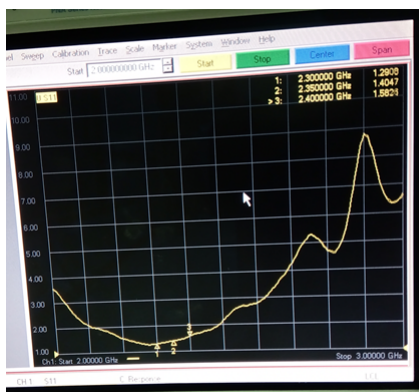 Sweep Calibration Trace Scale Marker System Window Help
Start 2.000000000 GHz Start Stop Center Span
11.00 S11
10.00
9.00
8.00
7.00
6.00
5.00
4.00
3.00
2.00
1.00
1: 2.300000 GHz 1.2908
2: 2.350000 GHz 1.4047
> 3: 2.400000 GHz
3
1 2
Ch1: Start 2.00000 GHz Stop 3.00000 GHz
CH 1 S11 C Response LCL